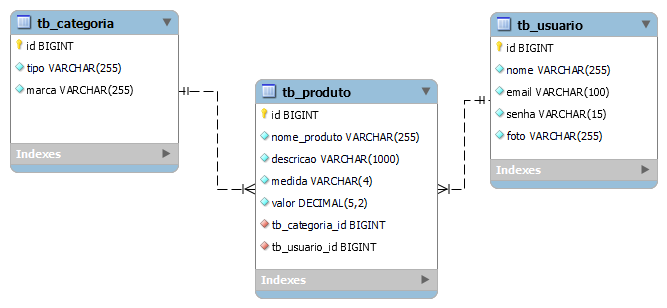 tb_categoria
id BIGINT
tipo VARCHAR(255)
marca VARCHAR(255)
Indexes
tb_produto
id BIGINT
nome_produto VARCHAR(255)
descricao VARCHAR(1000)
medida VARCHAR(4)
valor DECIMAL(5,2)
tb_categoria_id BIGINT
tb_usuario_id BIGINT
Indexes
tb_usuario
id BIGINT
nome VARCHAR(255)
email VARCHAR(100)
senha VARCHAR(15)
foto VARCHAR(255)
Indexes